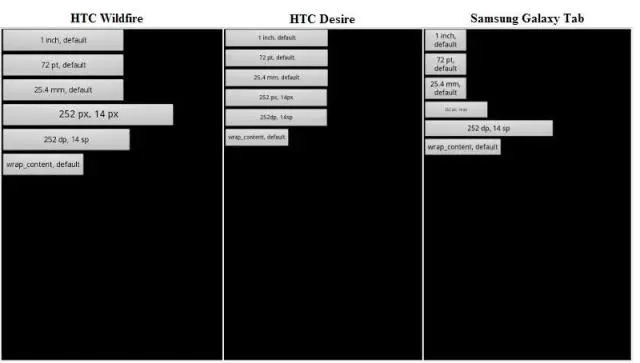 HTC Wildfire
1 inch, default
72 pt, default
25.4 mm, default
252 px, 14 px
252 dp, 14 sp
wrap_content, default
HTC Desire
1 inch, default
72 pt, default
25.4 mm, default
252 px, 14px
252dp, 14sp
wrap_content, default
Samsung Galaxy Tab
1 inch,
default
72 pt,
default
25.4 mm,
default
252 dp, 14 sp
wrap_content, default